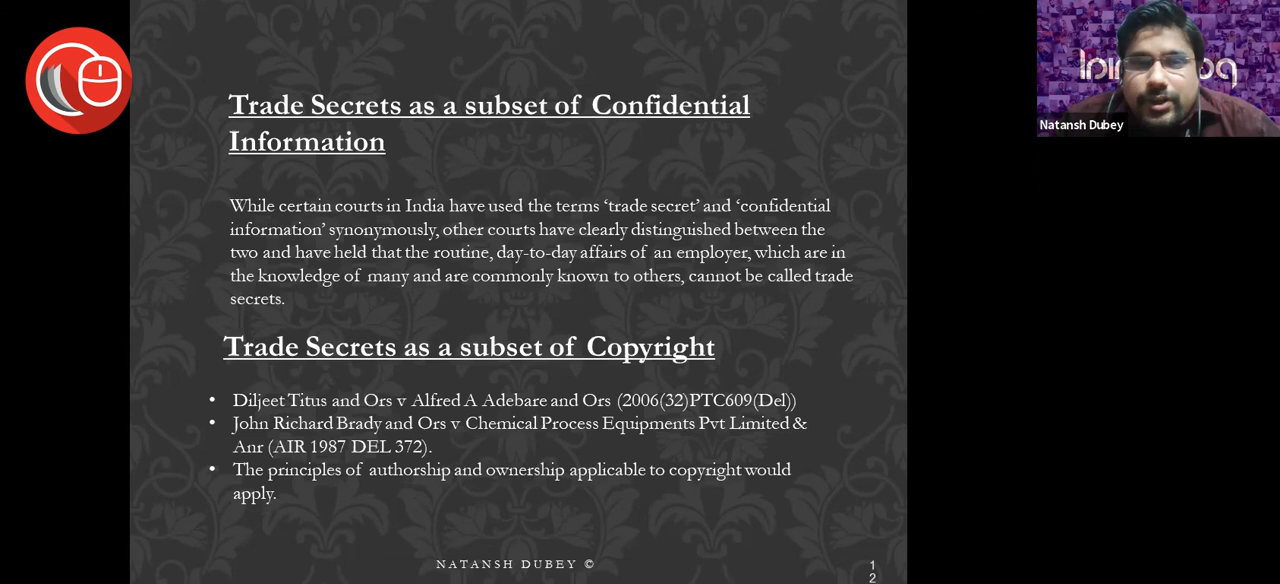 Trade Secrets as a subset of Confidential
Information
While certain courts in India have used the terms ‘trade secret’ and ‘confidential
information’ synonymously, other courts have clearly distinguished between the
two and have held that the routine, day-to-day affairs of an employer, which are in
the knowledge of many and are commonly known to others, cannot be called trade
secrets.
Trade Secrets as a subset of Copyright
• Diljeet Titus and Ors v Alfred A Adebare and Ors (2006(32)PTC609(Del))
• John Richard Brady and Ors v Chemical Process Equipments Pvt Limited &
Anr (AIR 1987 DEL 372).
• The principles of authorship and ownership applicable to copyright would
apply.
NATANSH DUBEY ©
1
2
Natansh Dubey